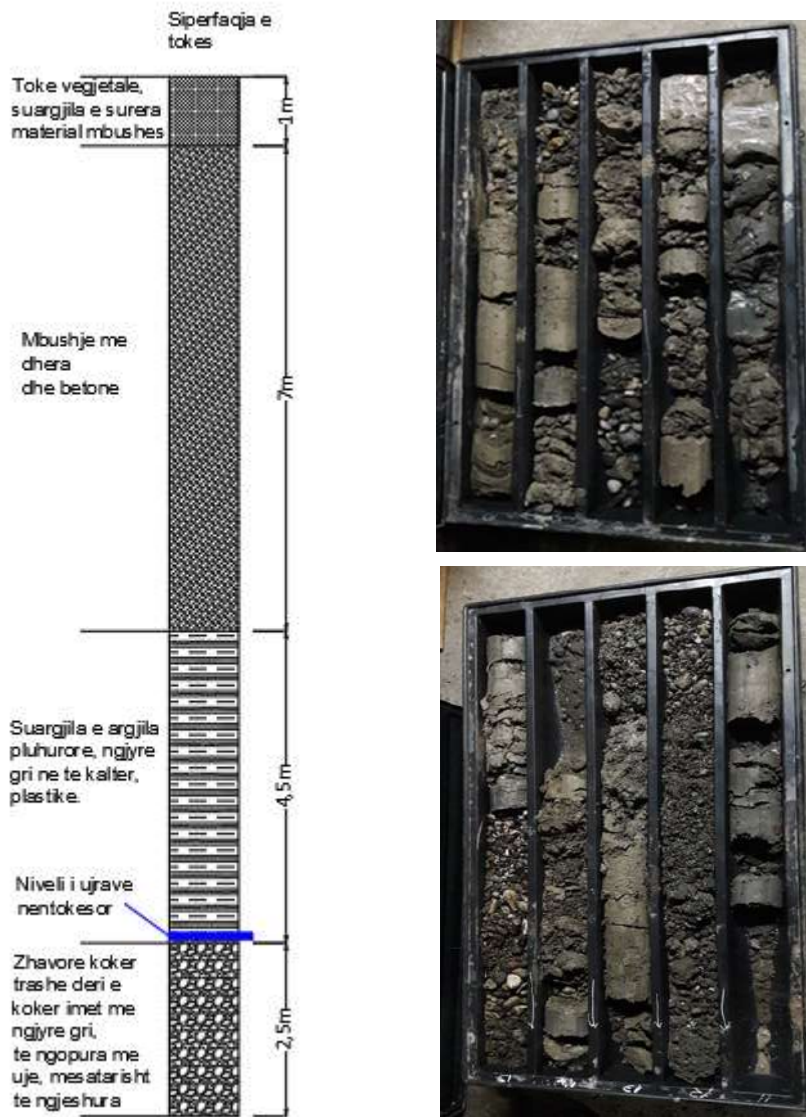 Siperfaqja e
tokes
Toke vegjetale,
suargjila e surera
material mbushes
1m
Mbushje me
dhera
dhe betone
7m
Suargjila e argjila
pluhurore, ngjyre
gri ne te kalter,
plastike.
4,5m
Niveli i ujrave
nentokesor
Zhavore koker
trashe deri e
koker imet me
ngjyre gri,
te ngopura me
uje, mesatarisht
te ngjeshura
2,5m